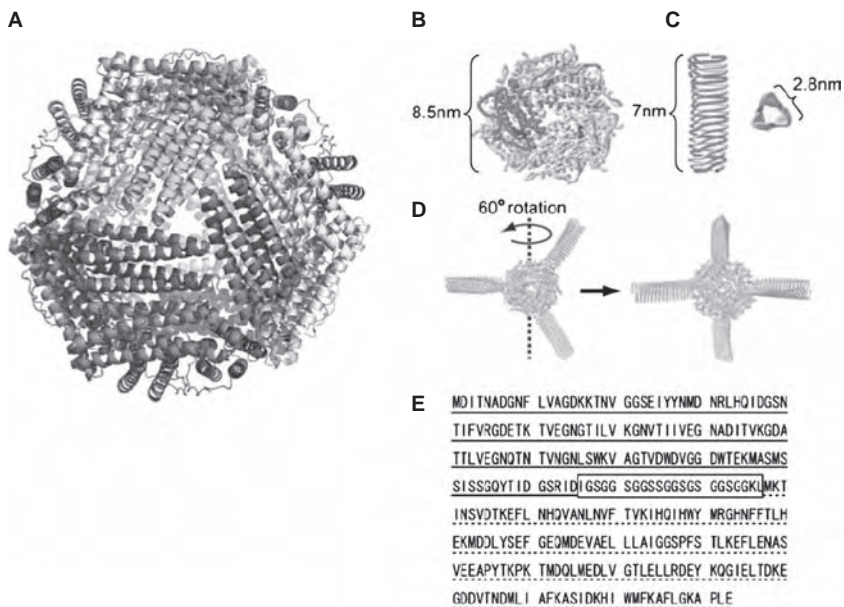 A
B
C
8.5nm
7nm
2.8nm
D
60° rotation
E
MDITNADGNF LVAGDKKTNV GGSEIYYNMD NRLHQIDGSN
TIFVRGDETK TVEGNGTILV KGNVTIIVEG NADITVKGDA
TTLVEGNQTN TVNGNLSWKV AGTVDWDVGG DWTEKMASMS
SISSGQYTID GSRIDIGSGG SGGSSGGSGS GGSGGKLMKT
INSVDTKEFL NHQVANLNVF TVKIHQIHWY MRGHNFFTLH
EKMDDLYSEF GEQMDEVAEL LLAIGGSPFS TLKEFLENAS
VEEAPYTKPK TMDQLMEDLV GTLELLRDEY KQGIELTDKE
GDDVTNDMLI AFKASIDKHI WMFKAFLGKA PLE